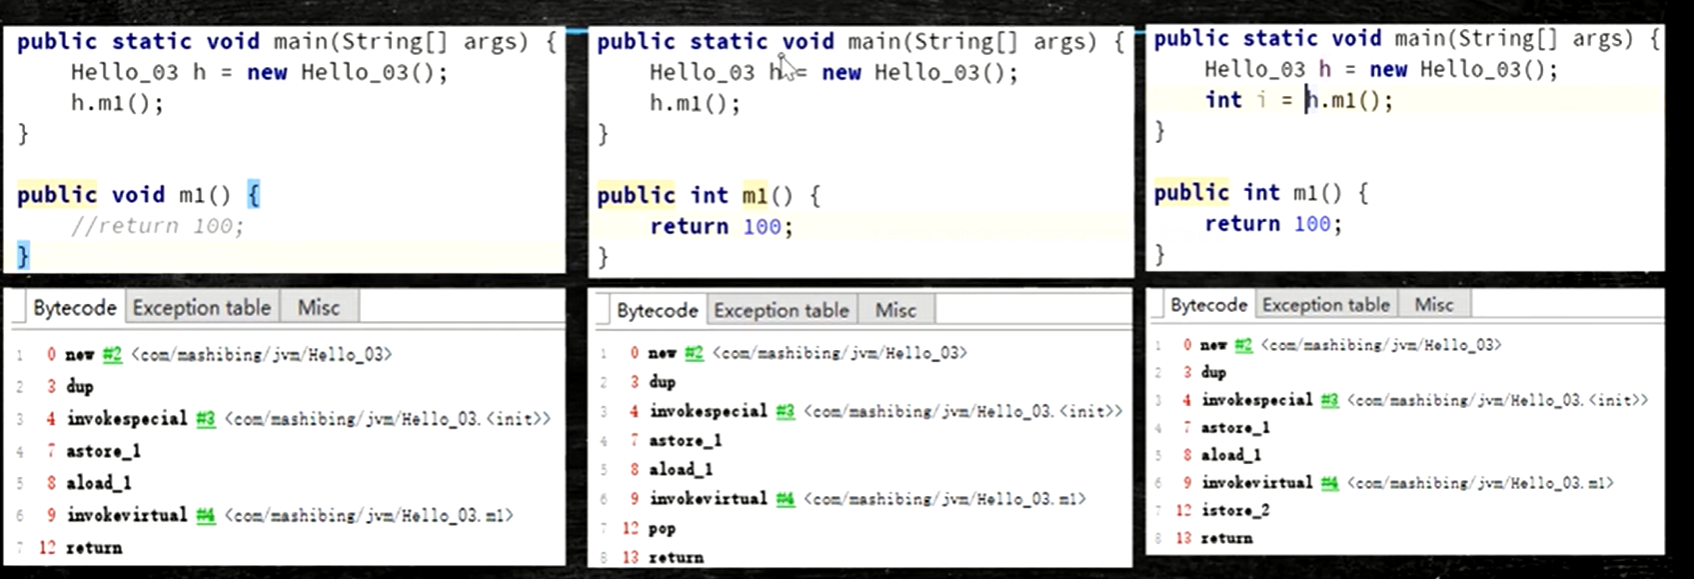 public static void main(String[] args) {
Hello_03 h = new Hello_03();
h.m1();
}
public void m1() {
//return 100;
}
Bytecode Exception table Misc
1 0 new #2 <com/mashibing/jvm/Hello_03>
2 3 dup
3 4 invokespecial #3 <com/mashibing/jvm/Hello_03.<init>>
4 7 astore_1
5 8 aload_1
6 9 invokevirtual #4 <com/mashibing/jvm/Hello_03.m1>
7 12 return
public static void main(String[] args) {
Hello_03 h = new Hello_03();
h.m1();
}
public int m1() {
return 100;
}
Bytecode Exception table Misc
1 0 new #2 <com/mashibing/jvm/Hello_03>
2 3 dup
3 4 invokespecial #3 <com/mashibing/jvm/Hello_03.<init>>
4 7 astore_1
5 8 aload_1
6 9 invokevirtual #4 <com/mashibing/jvm/Hello_03.m1>
7 12 pop
8 13 return
public static void main(String[] args) {
Hello_03 h = new Hello_03();
int i = h.m1();
}
public int m1() {
return 100;
}
Bytecode Exception table Misc
1 0 new #2 <com/mashibing/jvm/Hello_03>
2 3 dup
3 4 invokespecial #3 <com/mashibing/jvm/Hello_03.<init>>
4 7 astore_1
5 8 aload_1
6 9 invokevirtual #4 <com/mashibing/jvm/Hello_03.m1>
7 12 istore_2
8 13 return